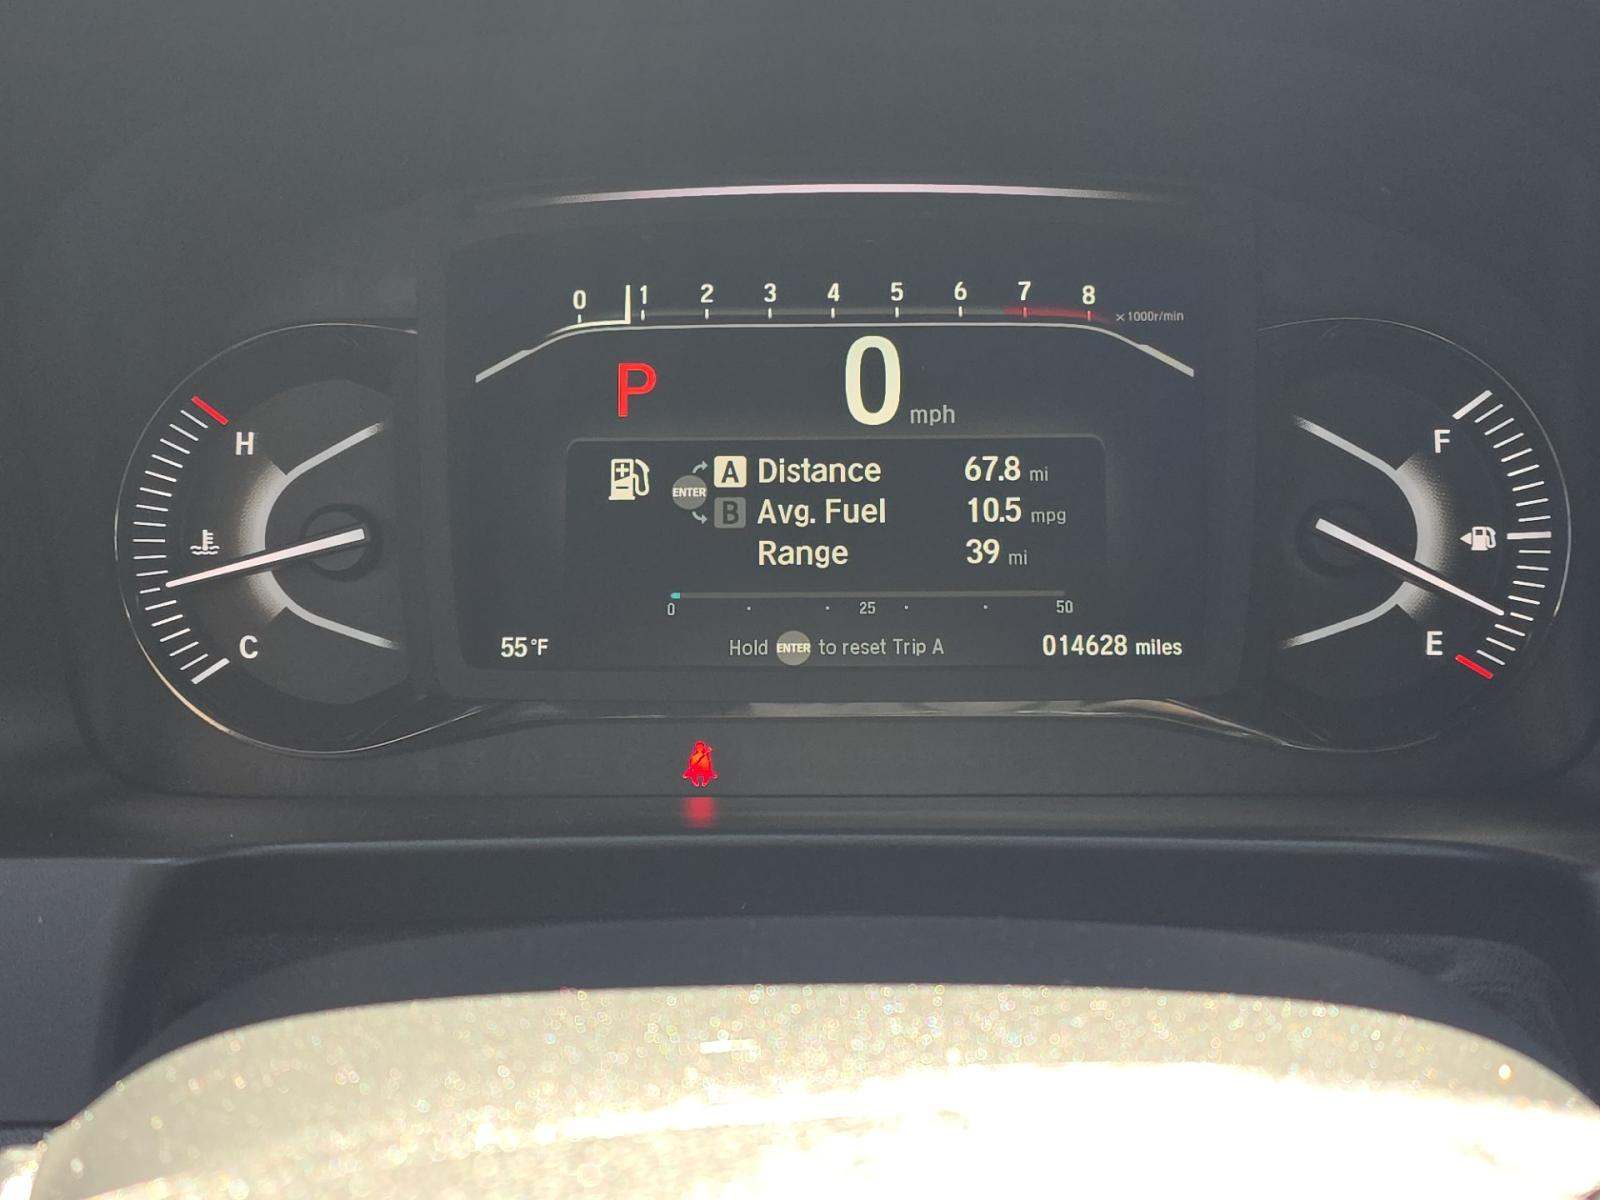 0 1 2 3 4 5 6 7 8 ×1000r/min
P 0 mph
H
F
ENTER A Distance 67.8 mi
B Avg. Fuel 10.5 mpg
Range 39 mi
0 25 50
C
E
55°F
Hold ENTER to reset Trip A
014628 miles